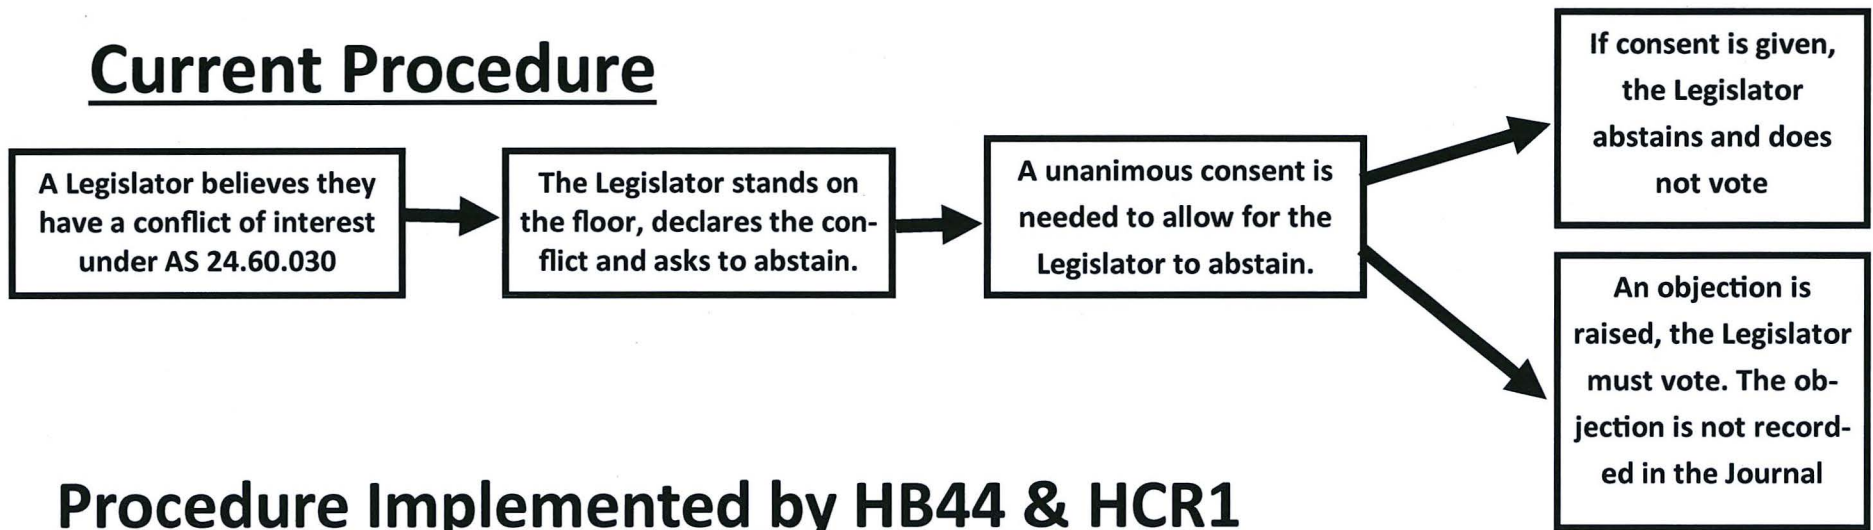 Current Procedure
A Legislator believes they
have a conflict of interest
under AS 24.60.030
The Legislator stands on
the floor, declares the con-
flict and asks to abstain.
A unanimous consent is
needed to allow for the
Legislator to abstain.
If consent is given,
the Legislator
abstains and does
not vote
An objection is
raised, the Legislator
must vote. The ob-
jection is not record-
ed in the Journal
Procedure Implemented by HB44 & HCR1